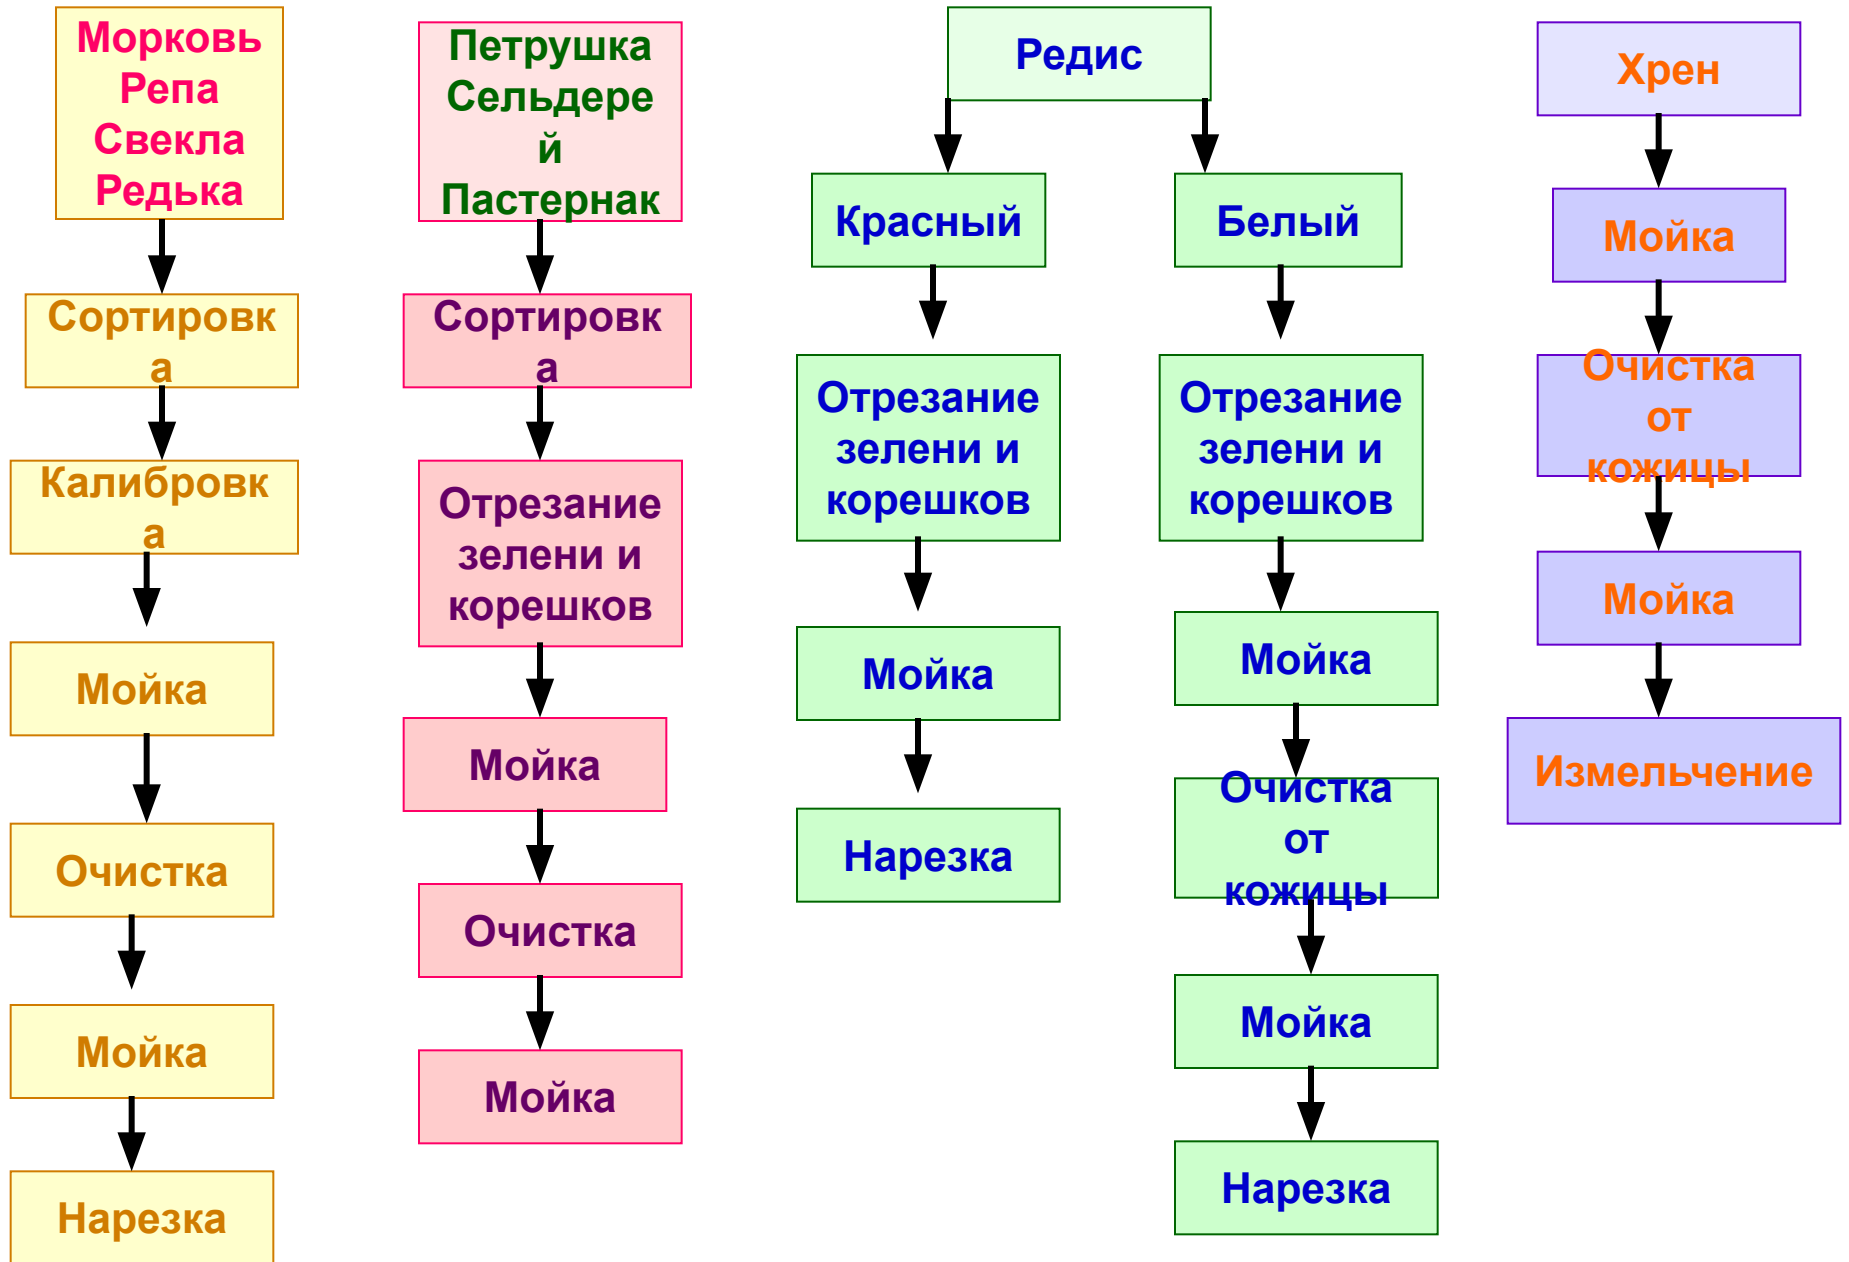 Морковь
Репа
Свекла
Редька
Сортировк
а
Калибровк
а
Мойка
Очистка
Мойка
Нарезка
Петрушка
Сельдере
й
Пастернак
Сортировк
а
Отрезание
зелени и
корешков
Мойка
Очистка
Мойка
Редис
Красный
Отрезание
зелени и
корешков
Мойка
Нарезка
Белый
Отрезание
зелени и
корешков
Мойка
Очистка
от
кожицы
Мойка
Нарезка
Хрен
Мойка
Очистка
от
кожицы
Мойка
Измельчение